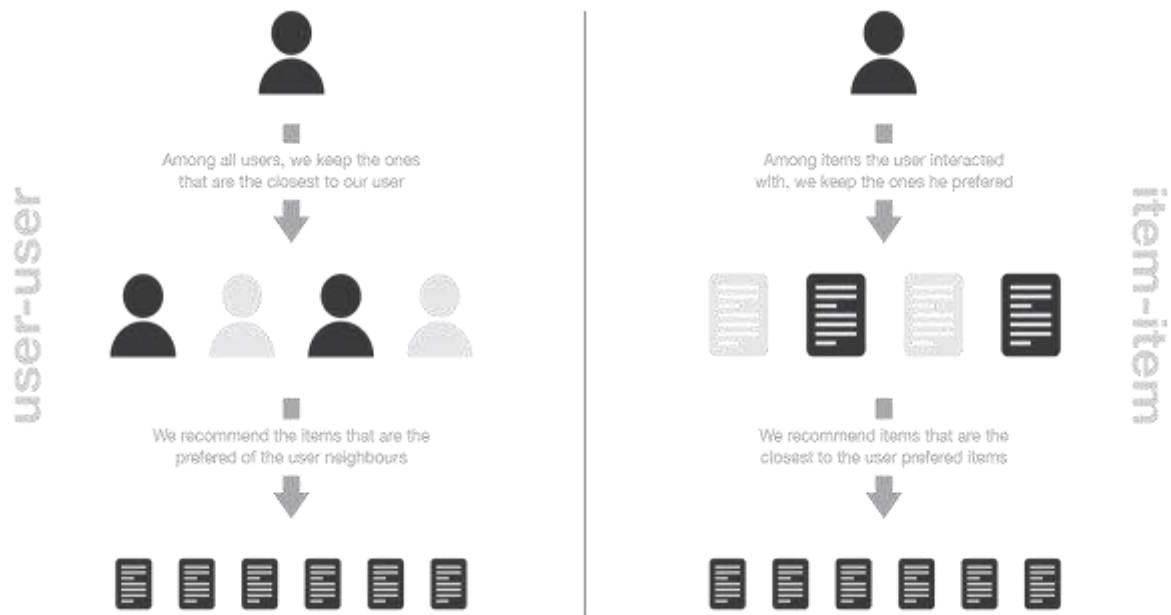 user-user
Among all users, we keep the ones
that are the closest to our user
We recommend the items that are the
prefered of the user neighbours
item-item
Among items the user interacted
with, we keep the ones he prefered
We recommend items that are the
closest to the user prefered items